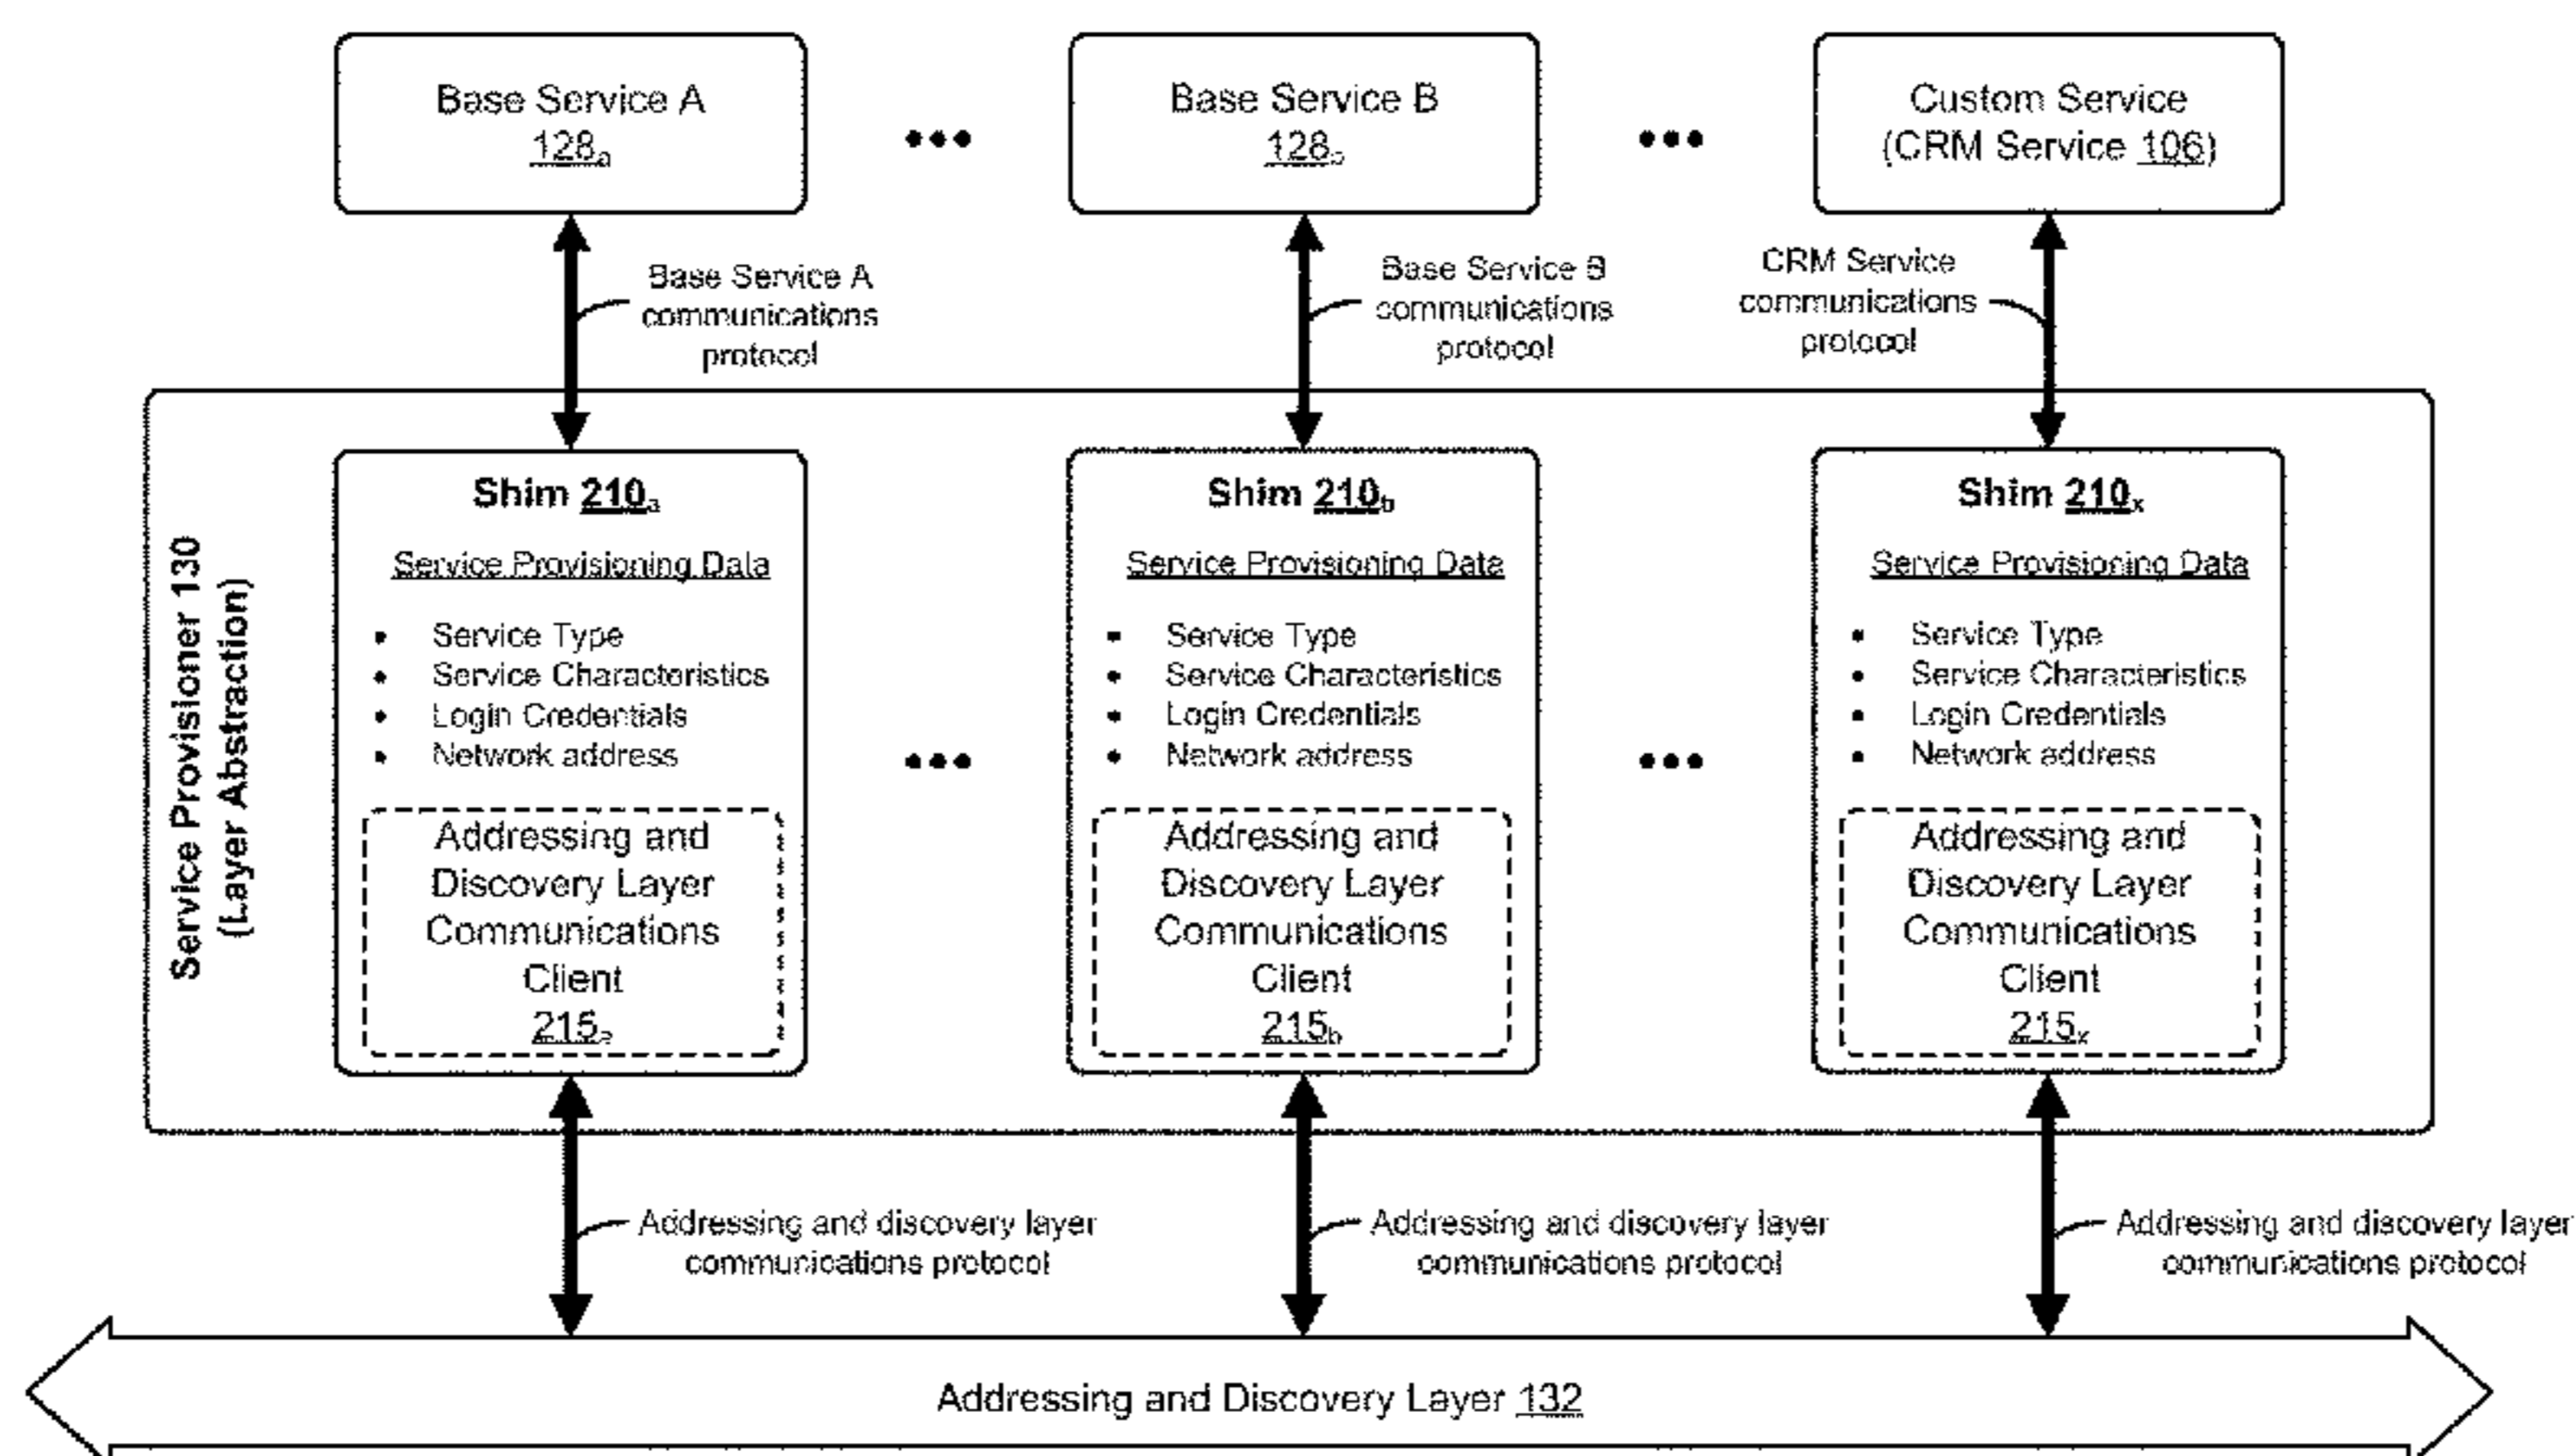 Base Service A
128a
•••
Base Service B
128b
•••
Custom Service
(CRM Service 106)
Base Service A
communications
protocol
Base Service B
communications
protocol
CRM Service
communications
protocol
Service Provisioner 130
(Layer Abstraction)
Shim 210a
Service Provisioning Data
• Service Type
• Service Characteristics
• Login Credentials
• Network address
Addressing and
Discovery Layer
Communications
Client
215a
•••
Shim 210b
Service Provisioning Data
• Service Type
• Service Characteristics
• Login Credentials
• Network address
Addressing and
Discovery Layer
Communications
Client
215b
•••
Shim 210x
Service Provisioning Data
• Service Type
• Service Characteristics
• Login Credentials
• Network address
Addressing and
Discovery Layer
Communications
Client
215x
Addressing and discovery layer
communications protocol
Addressing and discovery layer
communications protocol
Addressing and discovery layer
communications protocol
Addressing and Discovery Layer 132